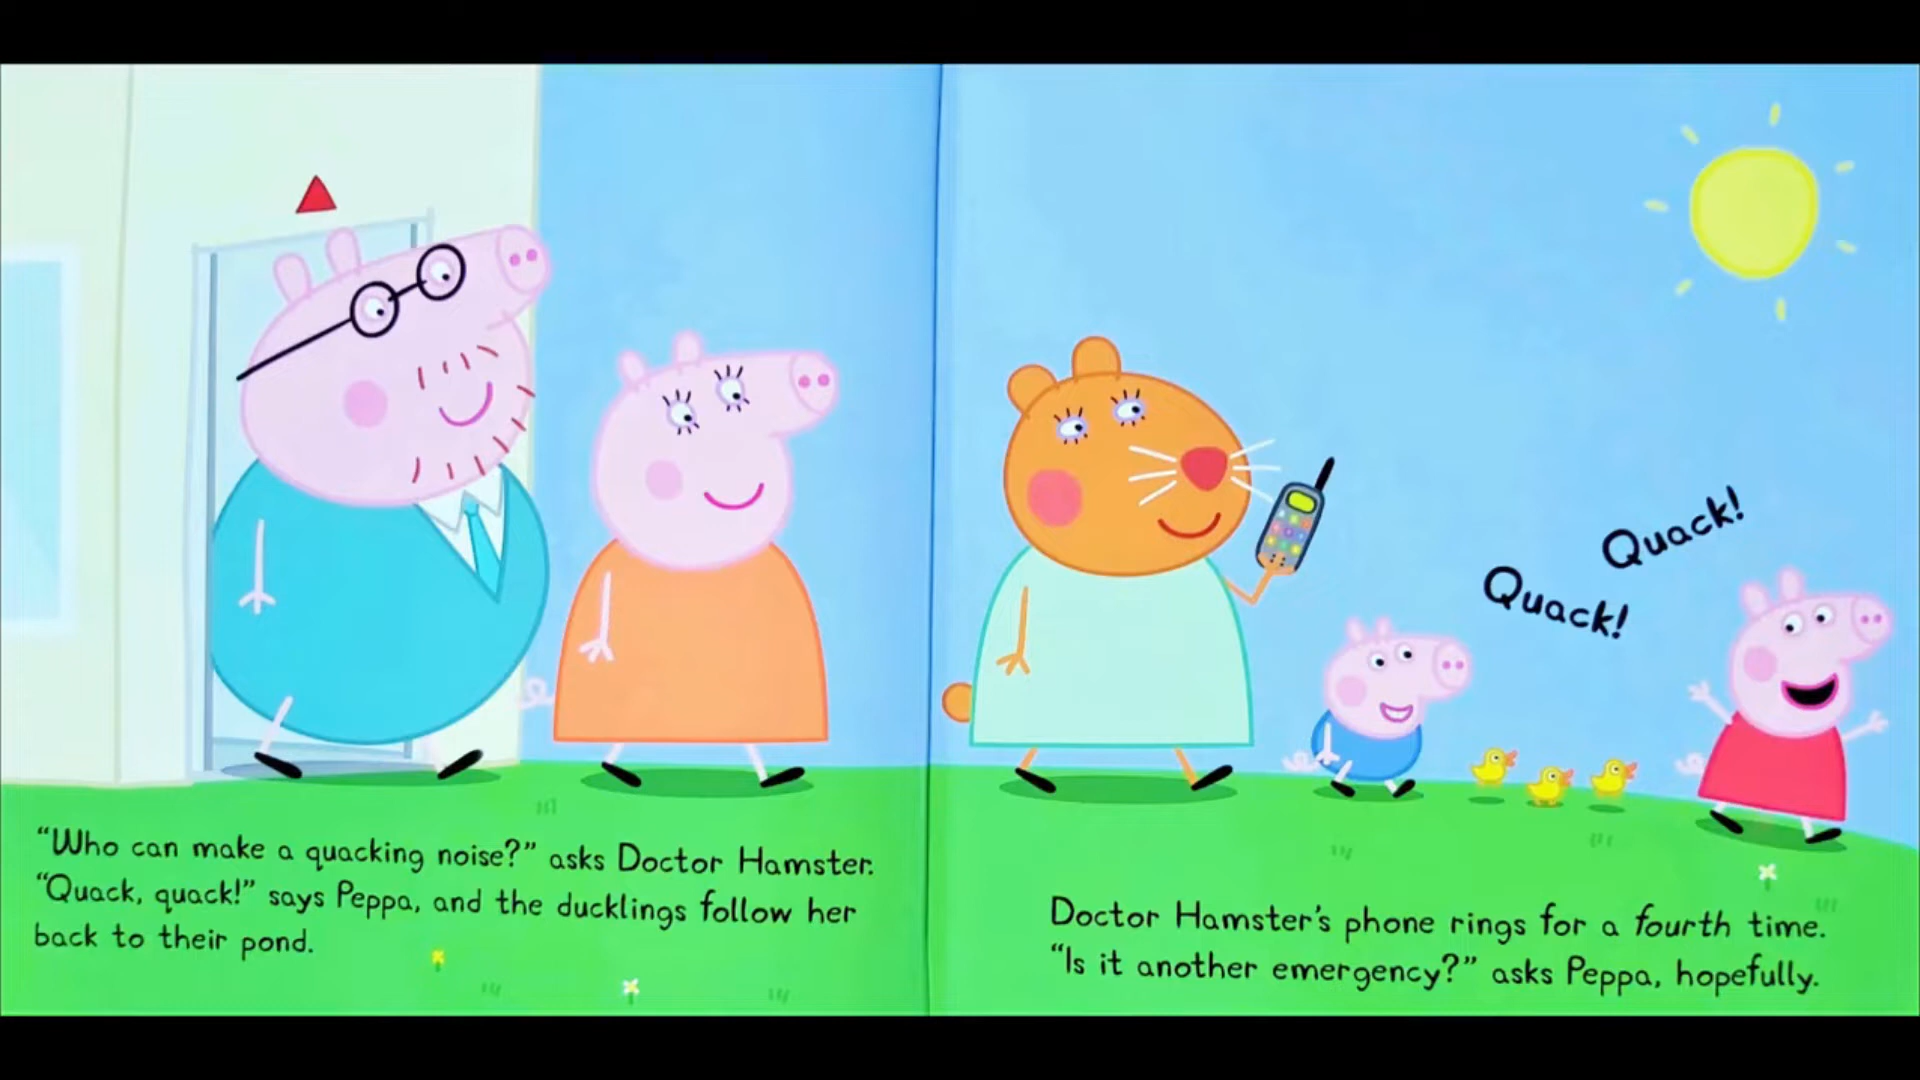 “Who can make a quacking noise?” asks Doctor Hamster.
“Quack, quack!” says Peppa, and the ducklings follow her
back to their pond.
Quack!
Quack!
Doctor Hamster’s phone rings for a fourth time.
“Is it another emergency?” asks Peppa, hopefully.